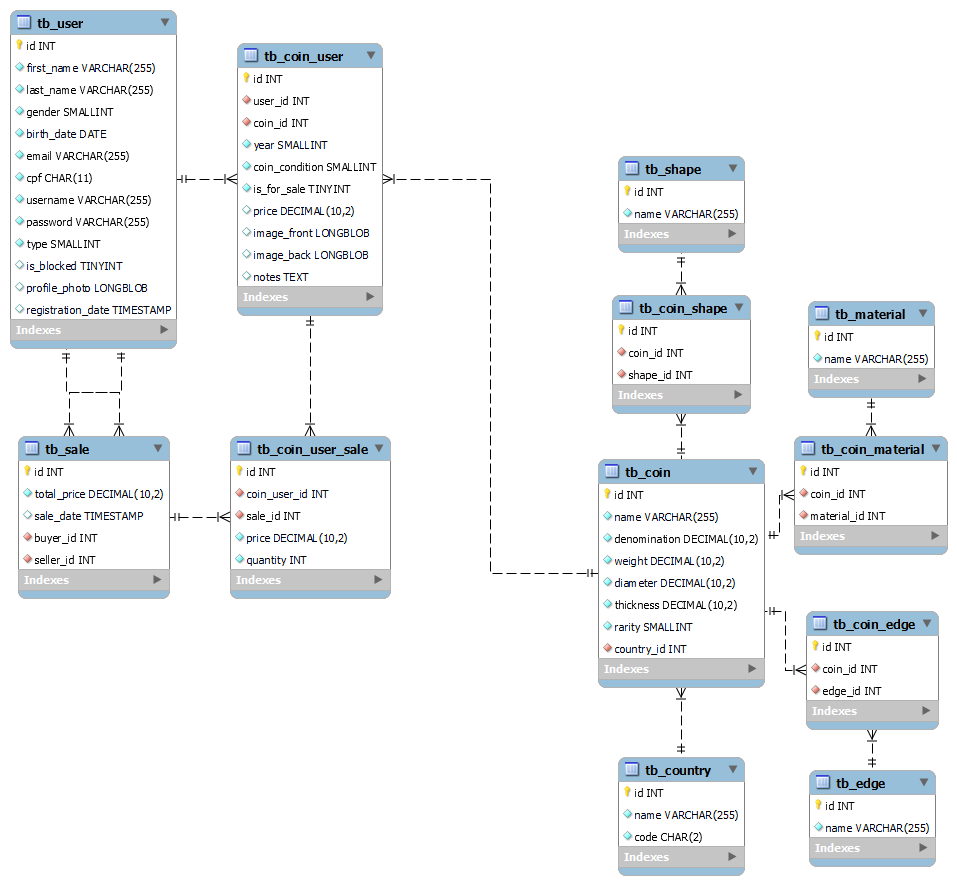 tb_user
id INT
first_name VARCHAR(255)
last_name VARCHAR(255)
gender SMALLINT
birth_date DATE
email VARCHAR(255)
cpf CHAR(11)
username VARCHAR(255)
password VARCHAR(255)
type SMALLINT
is_blocked TINYINT
profile_photo LONGBLOB
registration_date TIMESTAMP
Indexes
tb_coin_user
id INT
user_id INT
coin_id INT
year SMALLINT
coin_condition SMALLINT
is_for_sale TINYINT
price DECIMAL(10,2)
image_front LONGBLOB
image_back LONGBLOB
notes TEXT
Indexes
tb_sale
id INT
total_price DECIMAL(10,2)
sale_date TIMESTAMP
buyer_id INT
seller_id INT
Indexes
tb_coin_user_sale
id INT
coin_user_id INT
sale_id INT
price DECIMAL(10,2)
quantity INT
Indexes
tb_shape
id INT
name VARCHAR(255)
Indexes
tb_coin_shape
id INT
coin_id INT
shape_id INT
Indexes
tb_material
id INT
name VARCHAR(255)
Indexes
tb_coin_material
id INT
coin_id INT
material_id INT
Indexes
tb_coin
id INT
name VARCHAR(255)
denomination DECIMAL(10,2)
weight DECIMAL(10,2)
diameter DECIMAL(10,2)
thickness DECIMAL(10,2)
rarity SMALLINT
country_id INT
Indexes
tb_coin_edge
id INT
coin_id INT
edge_id INT
Indexes
tb_country
id INT
name VARCHAR(255)
code CHAR(2)
Indexes
tb_edge
id INT
name VARCHAR(255)
Indexes